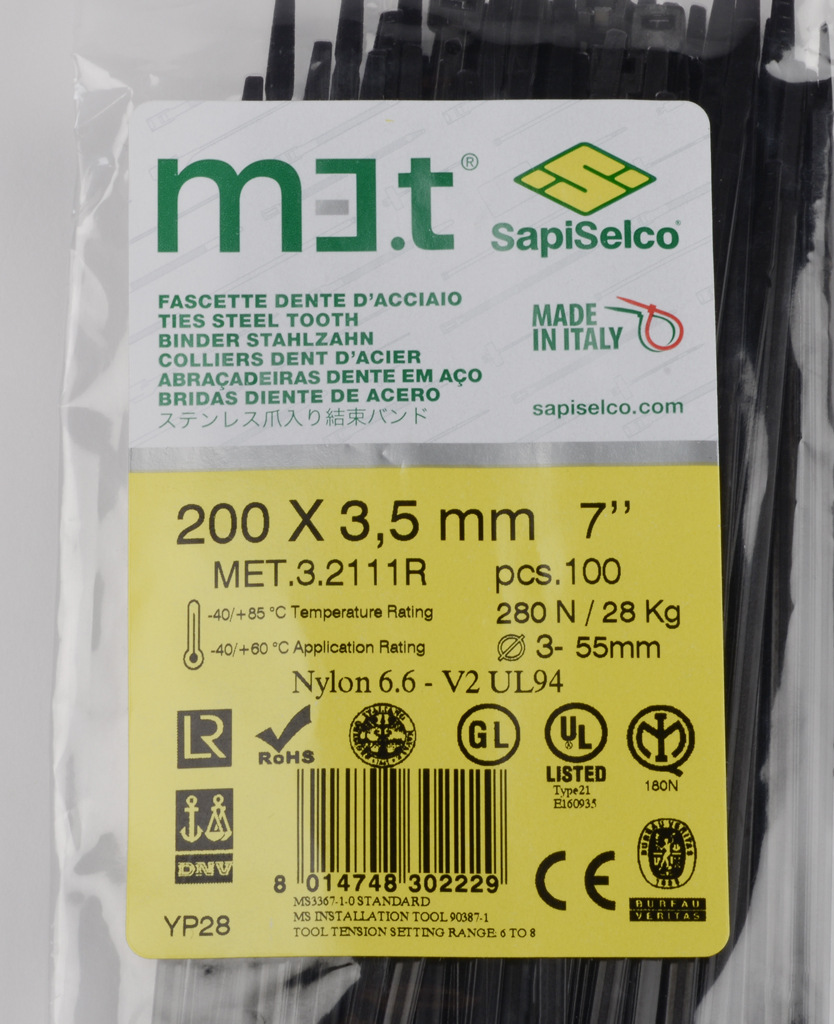 mET.t®
SapiSelco®
FASCETTE DENTE D'ACCIAIO
TIES STEEL TOOTH
BINDER STAHLZAHN
COLLIERS DENT D'ACIER
ABRAÇADEIRAS DENTE EM AÇO
BRIDAS DIENTE DE ACERO
ステンレス爪入り結束バンド
MADE
IN ITALY
sapiselco.com
200 X 3,5 mm 7’’
MET.3.2111R pcs.100
-40/+85 °C Temperature Rating 280 N / 28 Kg
-40/+60 °C Application Rating 3- 55mm
Nylon 6.6 - V2 UL94
LR
RoHS
GL
UL
LISTED
Type21
E160935
180N
DNV
8 014748 302229
MS3367-1-0 STANDARD
MS INSTALLATION TOOL 90387-1
TOOL TENSION SETTING RANGE: 6 TO 8
YP28
CE
BUREAU VERITAS
1828
BUREAU
VERITAS